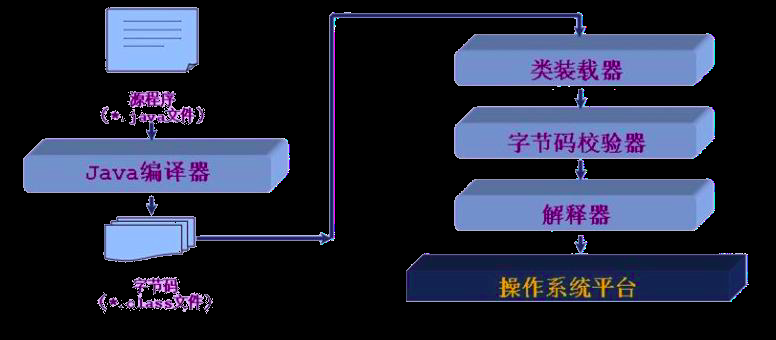 源程序
(*.java文件)
Java编译器
字节码
(*.class文件)
类装载器
字节码校验器
解释器
操作系统平台